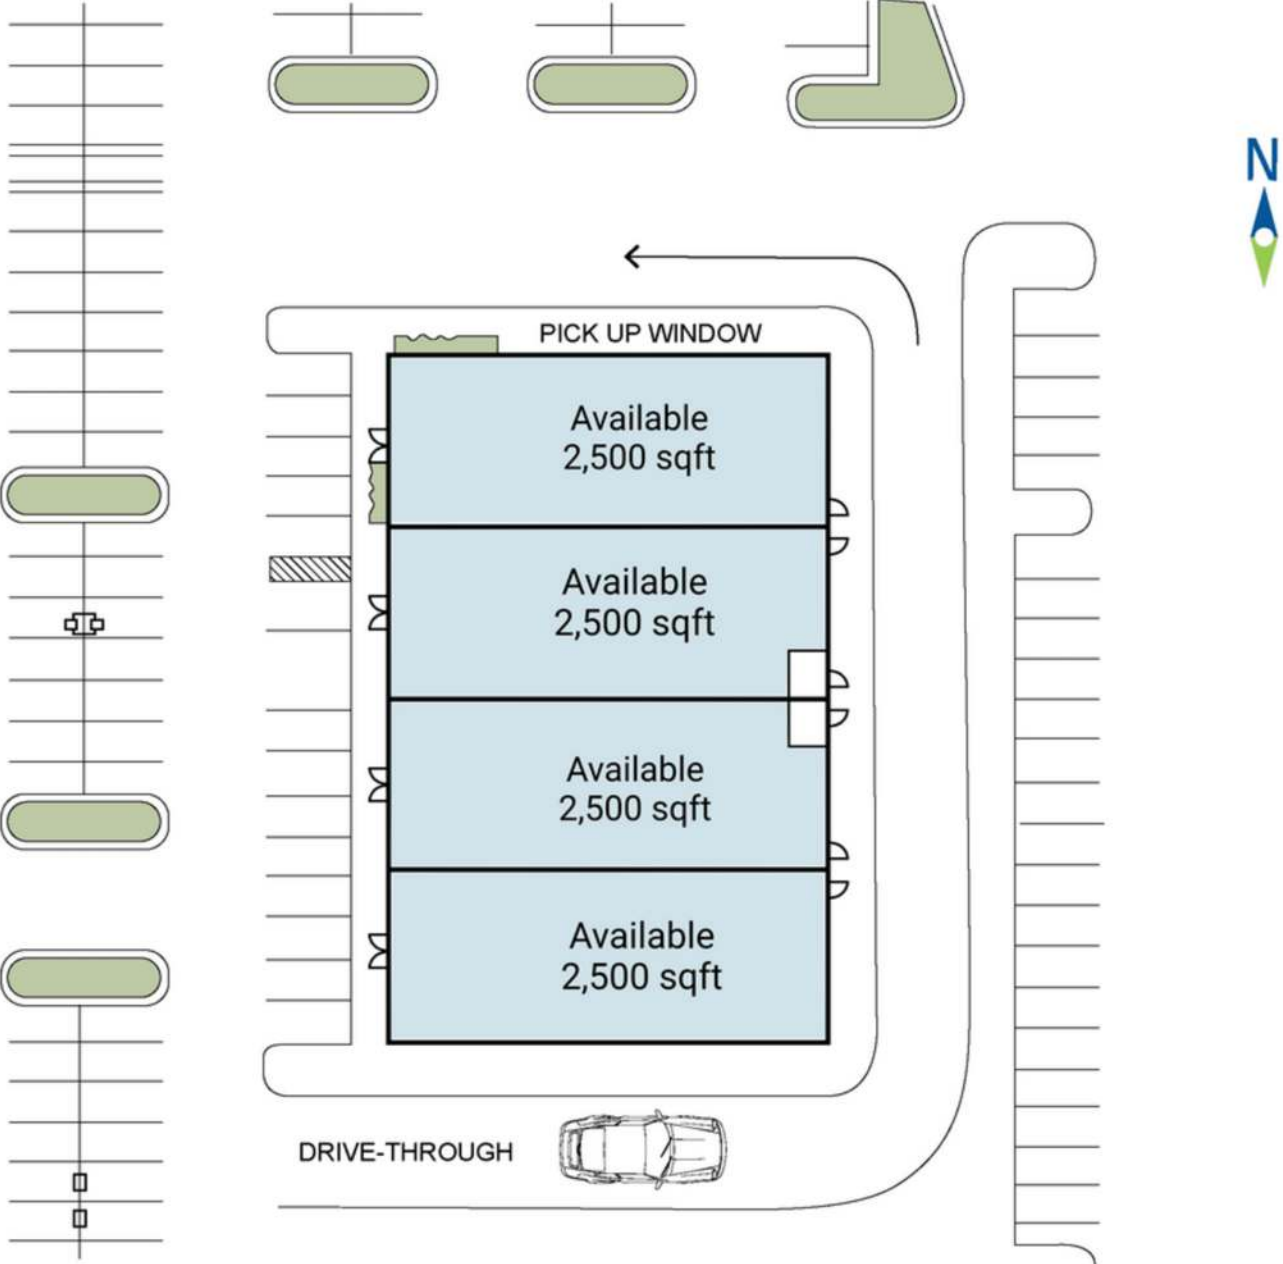 N
PICK UP WINDOW
Available
2,500 sqft
Available
2,500 sqft
Available
2,500 sqft
Available
2,500 sqft
DRIVE-THROUGH